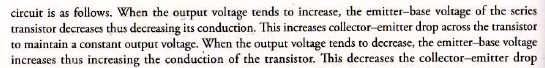 circuit is as follows. When the output voltage tends to increase, the emitter–base voltage of the series
transistor decreases thus decreasing its conduction. This increases collector–emitter drop across the transistor
to maintain a constant output voltage. When the output voltage tends to decrease, the emitter–base voltage
increases thus increasing the conduction of the transistor. This decreases the collector–emitter drop